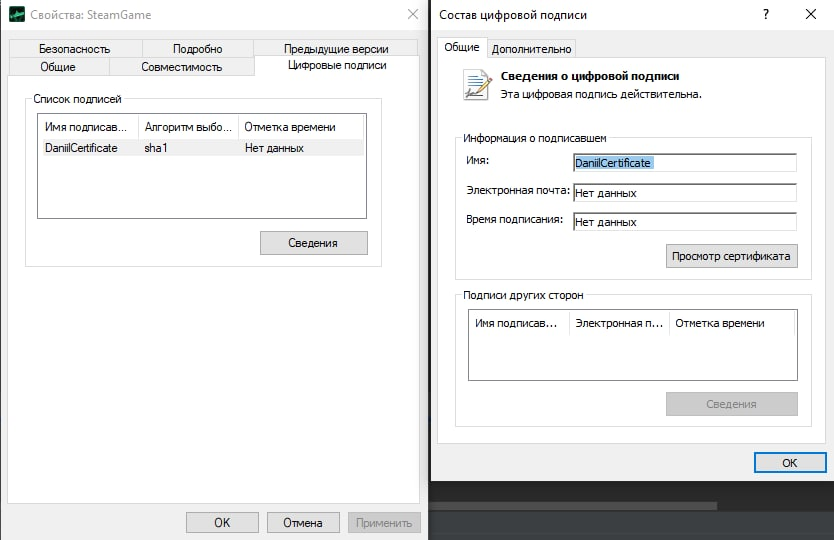 Свойства: SteamGame
Безопасность
Подробно
Предыдущие версии
Общие
Совместимость
Цифровые подписи
Список подписей
Имя подписав...
Алгоритм выбо...
Отметка времени
DaniilCertificate
sha1
Нет данных
Сведения
OK
Отмена
Применить
Состав цифровой подписи
?
Общие
Дополнительно
Сведения о цифровой подписи
Эта цифровая подпись действительна.
Информация о подписавшем
Имя:
DaniilCertificate
Электронная почта:
Нет данных
Время подписания:
Нет данных
Просмотр сертификата
Подписи других сторон
Имя подписав...
Электронная п...
Отметка времени
Сведения
OK